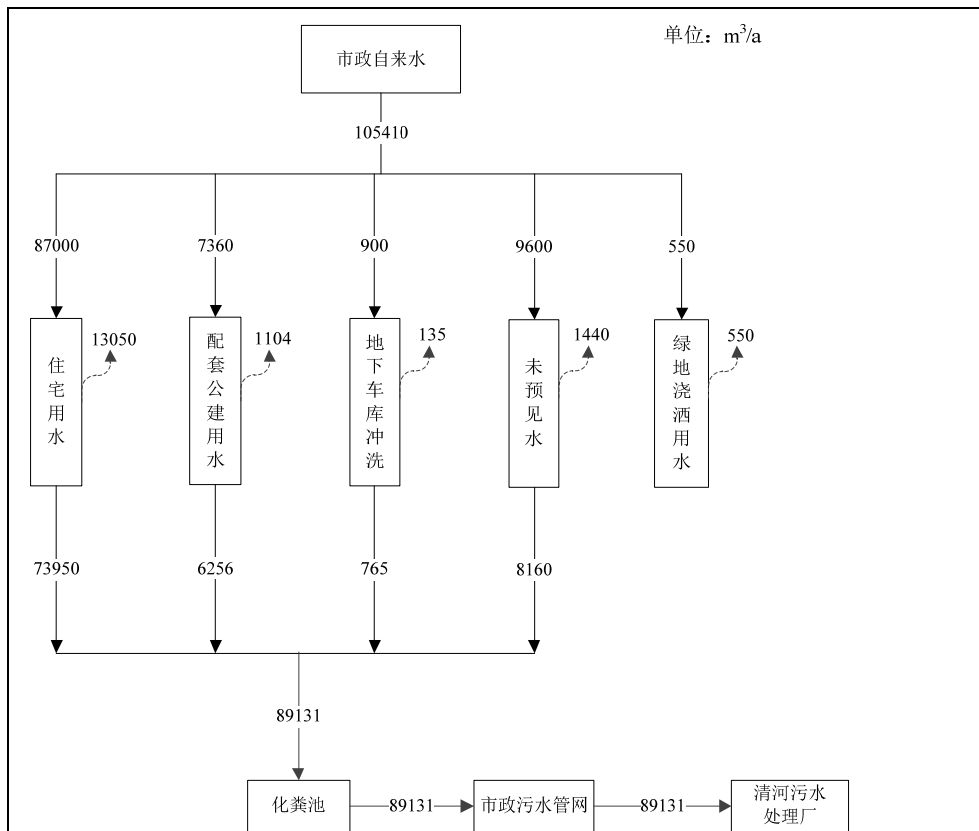 单位：m³/a
市政自来水
105410
87000
7360
900
9600
550
住宅用水
13050
配套公建用水
1104
地下车库冲洗
135
未预见水
1440
绿地浇洒用水
550
73950
6256
765
8160
89131
化粪池
89131
市政污水管网
89131
清河污水
处理厂